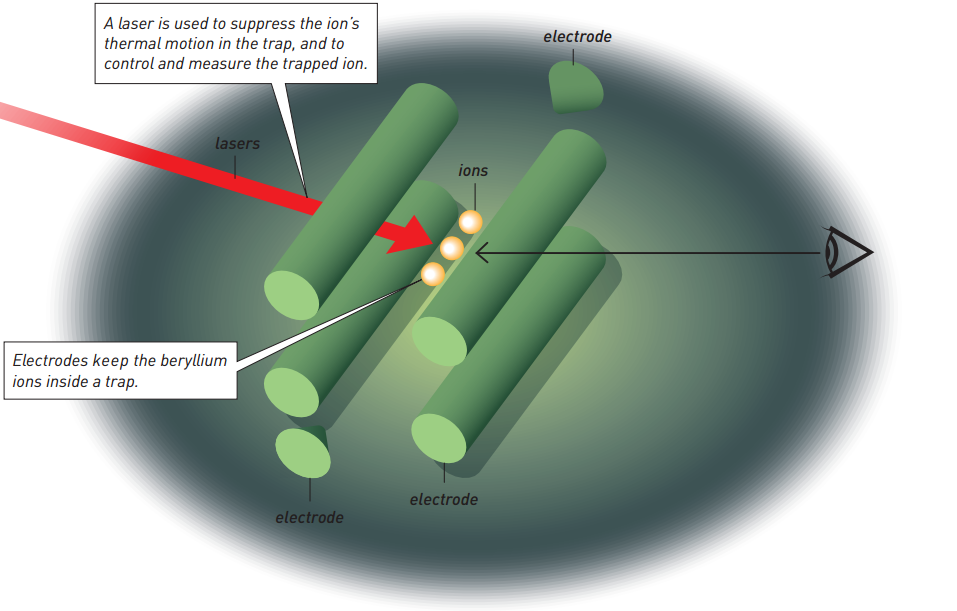 A laser is used to suppress the ion's
thermal motion in the trap, and to
control and measure the trapped ion.
electrode
lasers
ions
Electrodes keep the beryllium
ions inside a trap.
electrode
electrode